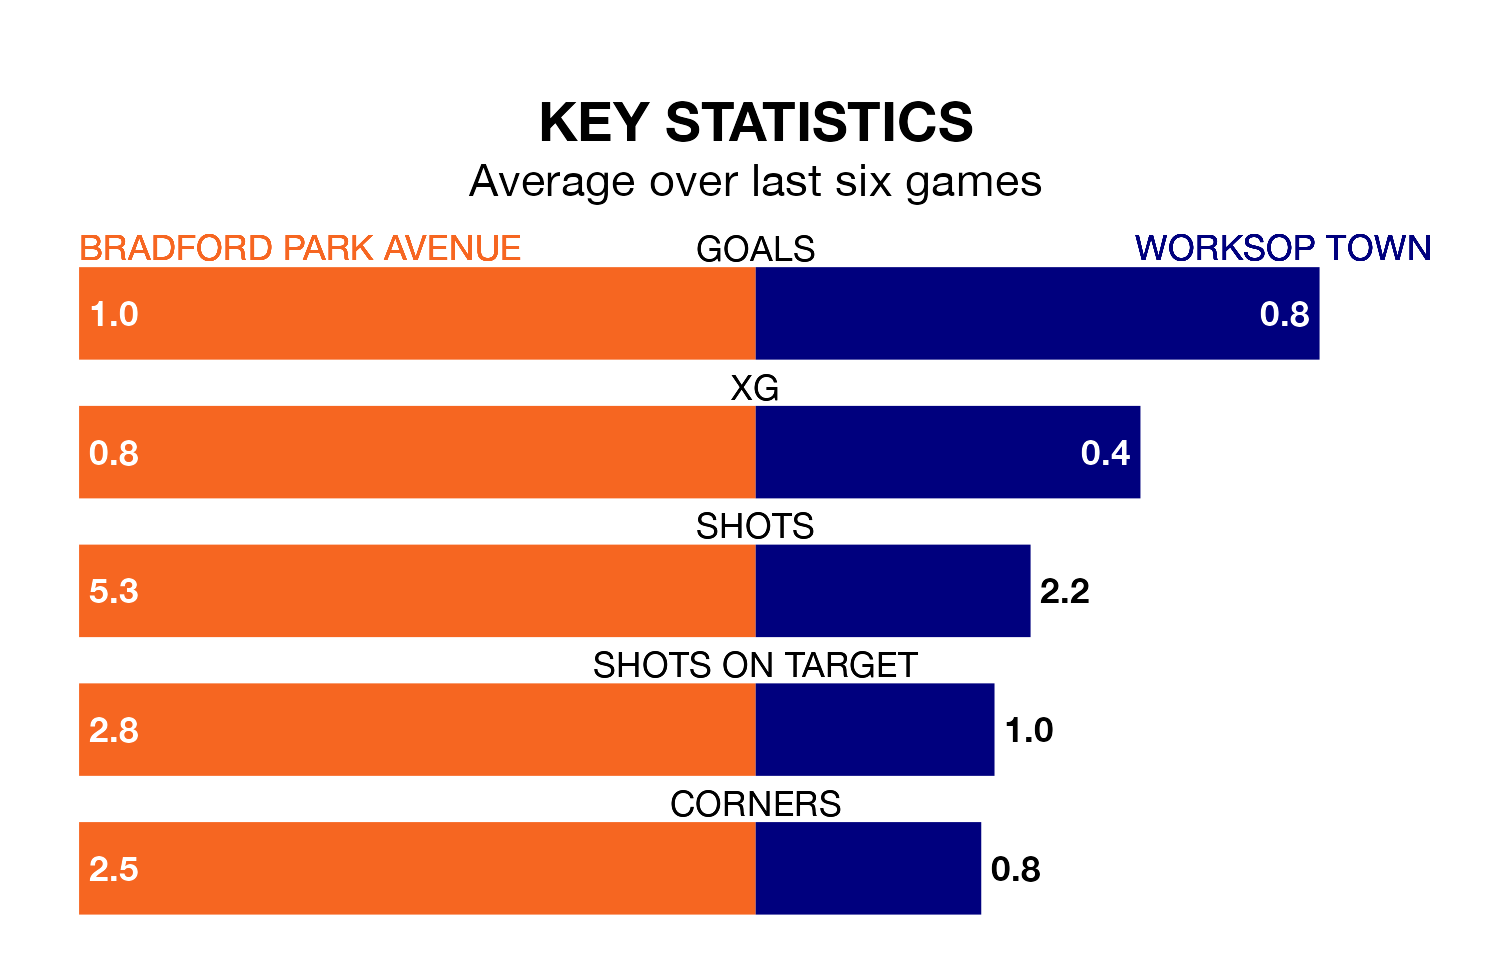 KEY STATISTICS
Average over last six games
BRADFORD PARK AVENUE GOALS WORKSOP TOWN
1.0 0.8
XG
0.8 0.4
SHOTS
5.3 2.2
SHOTS ON TARGET
2.8 1.0
CORNERS
2.5 0.8